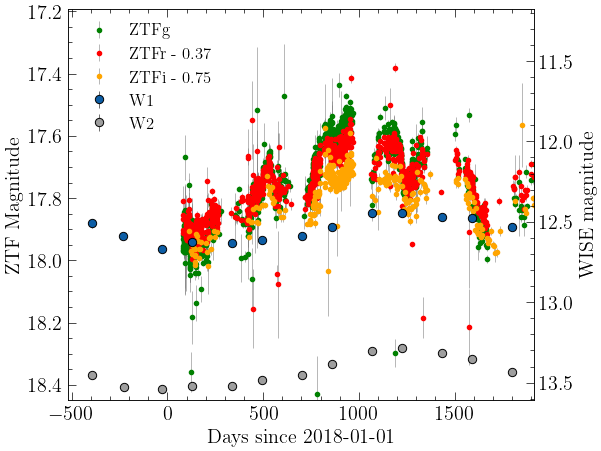 17.2
17.4
17.6
17.8
18.0
18.2
18.4
ZTF Magnitude
ZTFg
ZTFr - 0.37
ZTFi - 0.75
W1
W2
11.5
12.0
12.5
13.0
13.5
WISE magnitude
−500 0 500 1000 1500
Days since 2018-01-01